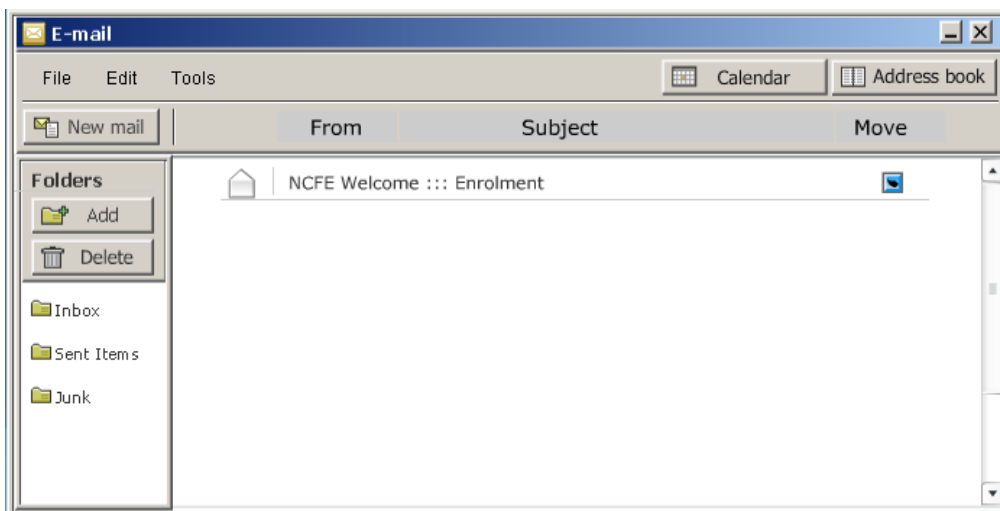 E-mail
File Edit Tools Calendar Address book
New mail From Subject Move
Folders
NCFE Welcome ::: Enrolment
Add
Delete
Inbox
Sent Items
Junk